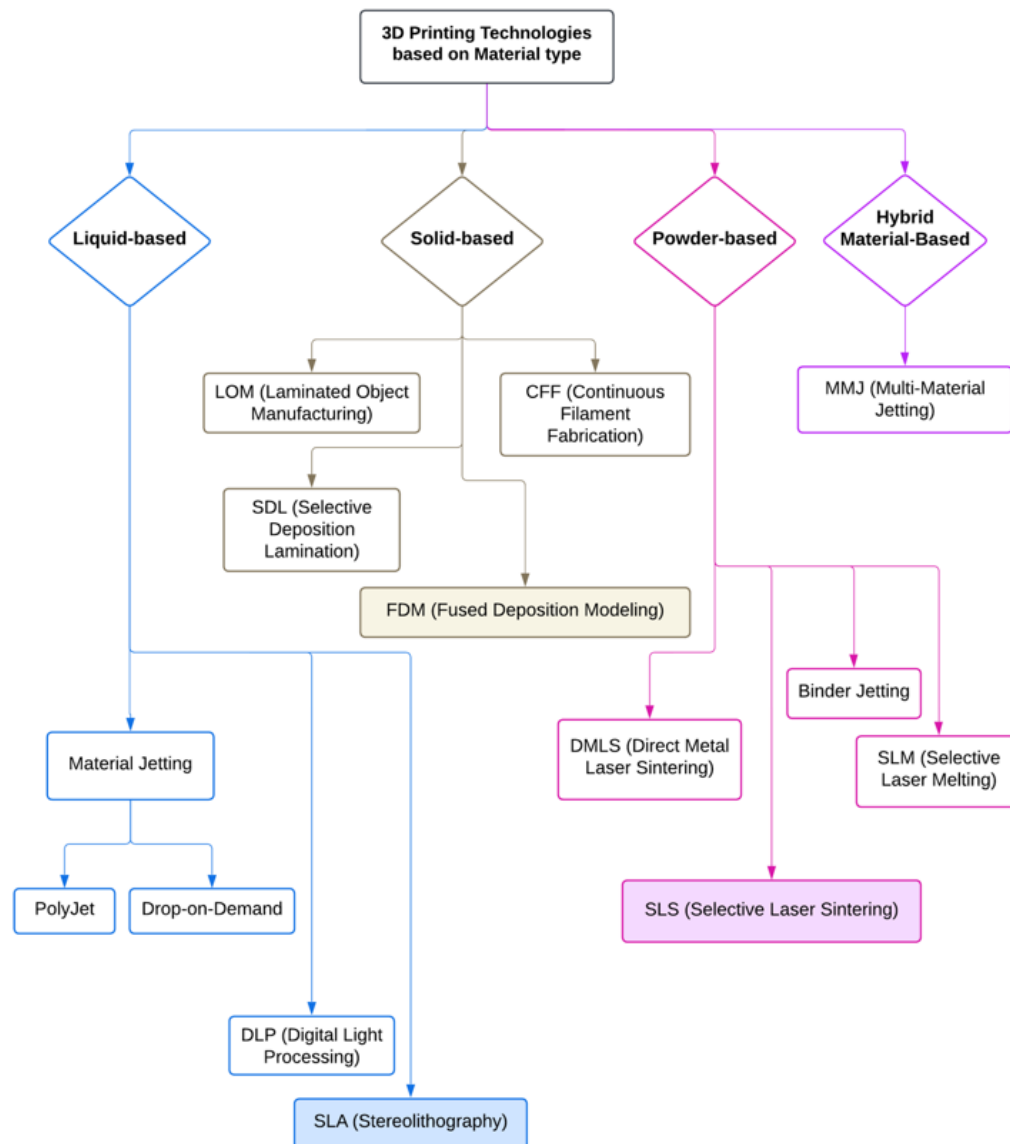 3D Printing Technologies
based on Material type
Liquid-based
Solid-based
Powder-based
Hybrid
Material-Based
LOM (Laminated Object
Manufacturing)
CFF (Continuous
Filament
Fabrication)
MMJ (Multi-Material
Jetting)
SDL (Selective
Deposition
Lamination)
FDM (Fused Deposition Modeling)
Material Jetting
DMLS (Direct Metal
Laser Sintering)
Binder Jetting
SLM (Selective
Laser Melting)
PolyJet
Drop-on-Demand
SLS (Selective Laser Sintering)
DLP (Digital Light
Processing)
SLA (Stereolithography)